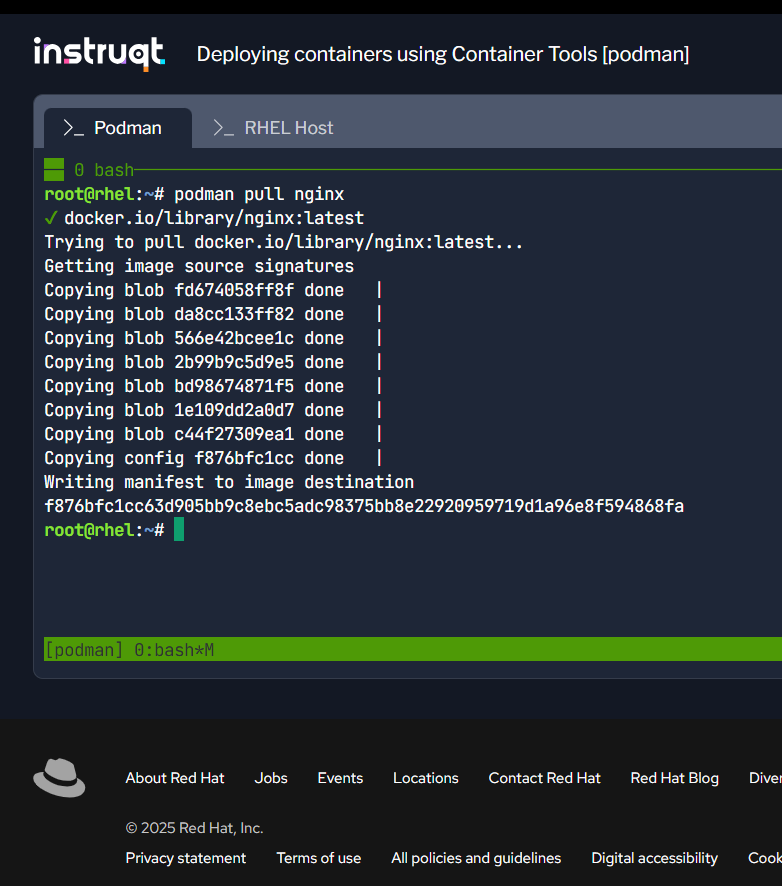 instruqt Deploying containers using Container Tools [podman]
>_ Podman >_ RHEL Host
0 bash
root@rhel:~# podman pull nginx
✓ docker.io/library/nginx:latest
Trying to pull docker.io/library/nginx:latest...
Getting image source signatures
Copying blob fd674058ff8f done |
Copying blob da8cc133ff82 done |
Copying blob 566e42bcee1c done |
Copying blob 2b99b9c5d9e5 done |
Copying blob bd98674871f5 done |
Copying blob 1e109dd2a0d7 done |
Copying blob c44f27309ea1 done |
Copying config f876bfc1cc done |
Writing manifest to image destination
f876bfc1cc63d905bb9c8ebc5adc98375bb8e22920959719d1a96e8f594868fa
root@rhel:~#
[podman] 0:bash*M
About Red Hat Jobs Events Locations Contact Red Hat Red Hat Blog Diver
© 2025 Red Hat, Inc.
Privacy statement Terms of use All policies and guidelines Digital accessibility Cook